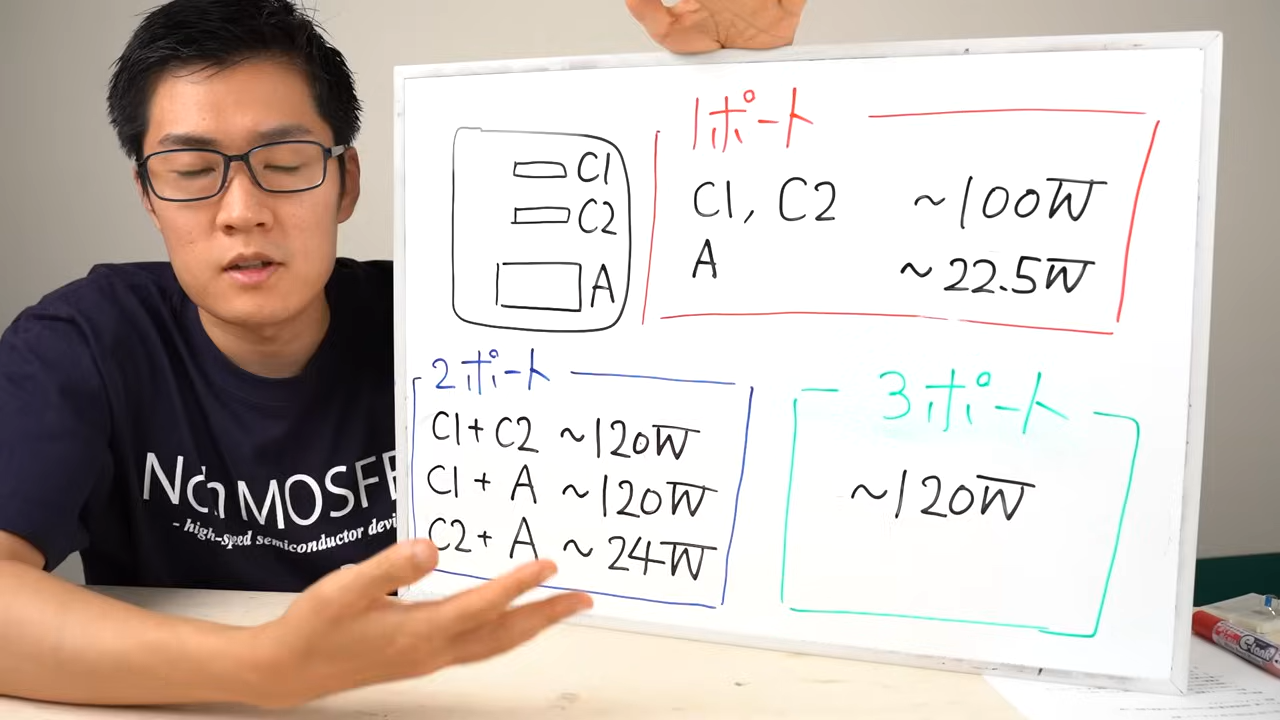 C1
C2
A
1ポート
C1, C2 ~100W
A ~22.5W
2ポート
C1+C2 ~120W
C1+A ~120W
C2+A ~24W
3ポート
~120W
MOSFE
- high-speed semiconductor devi